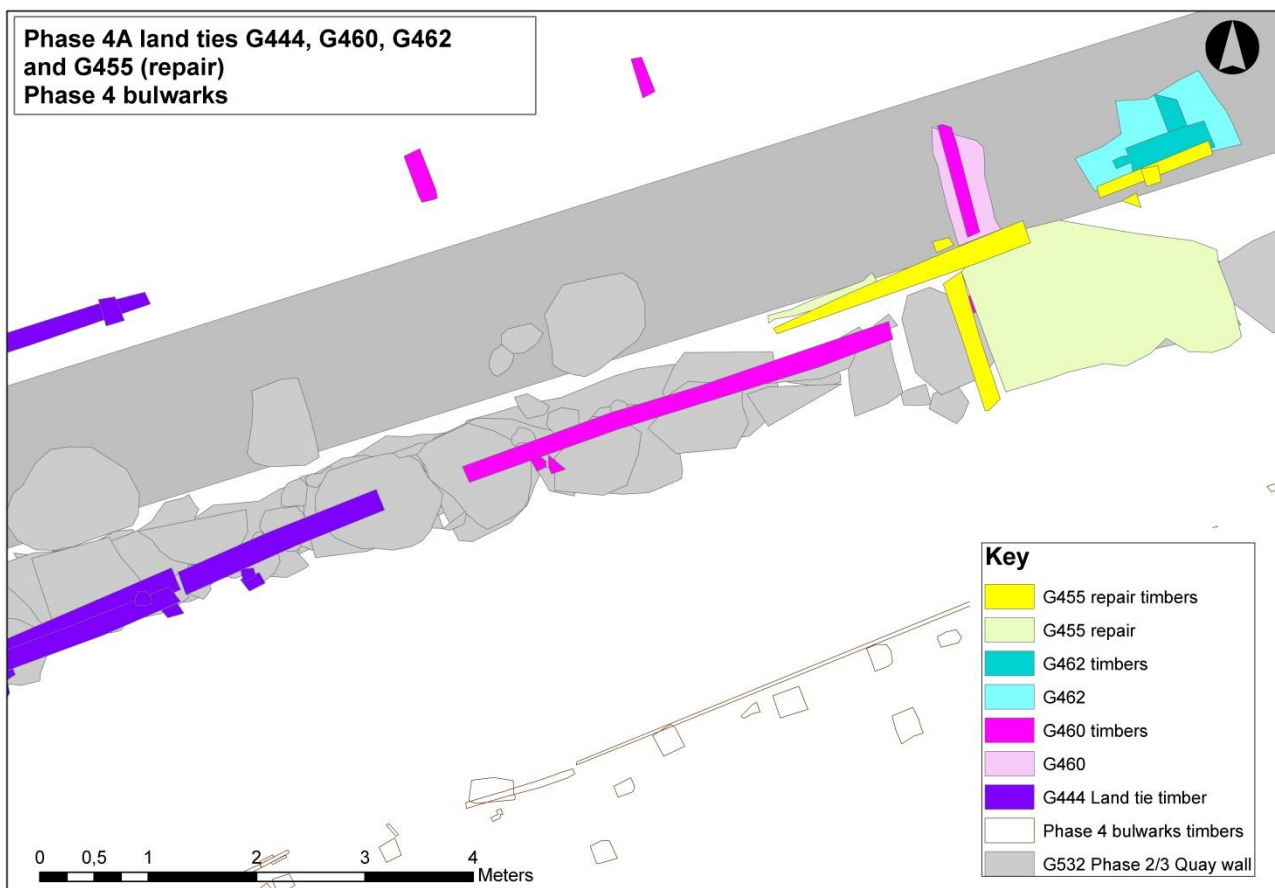 Phase 4A land ties G444, G460, G462
and G455 (repair)
Phase 4 bulwarks
Key
G455 repair timbers
G455 repair
G462 timbers
G462
G460 timbers
G460
G444 Land tie timber
Phase 4 bulwarks timbers
G532 Phase 2/3 Quay wall
0 0,5 1 2 3 4
Meters